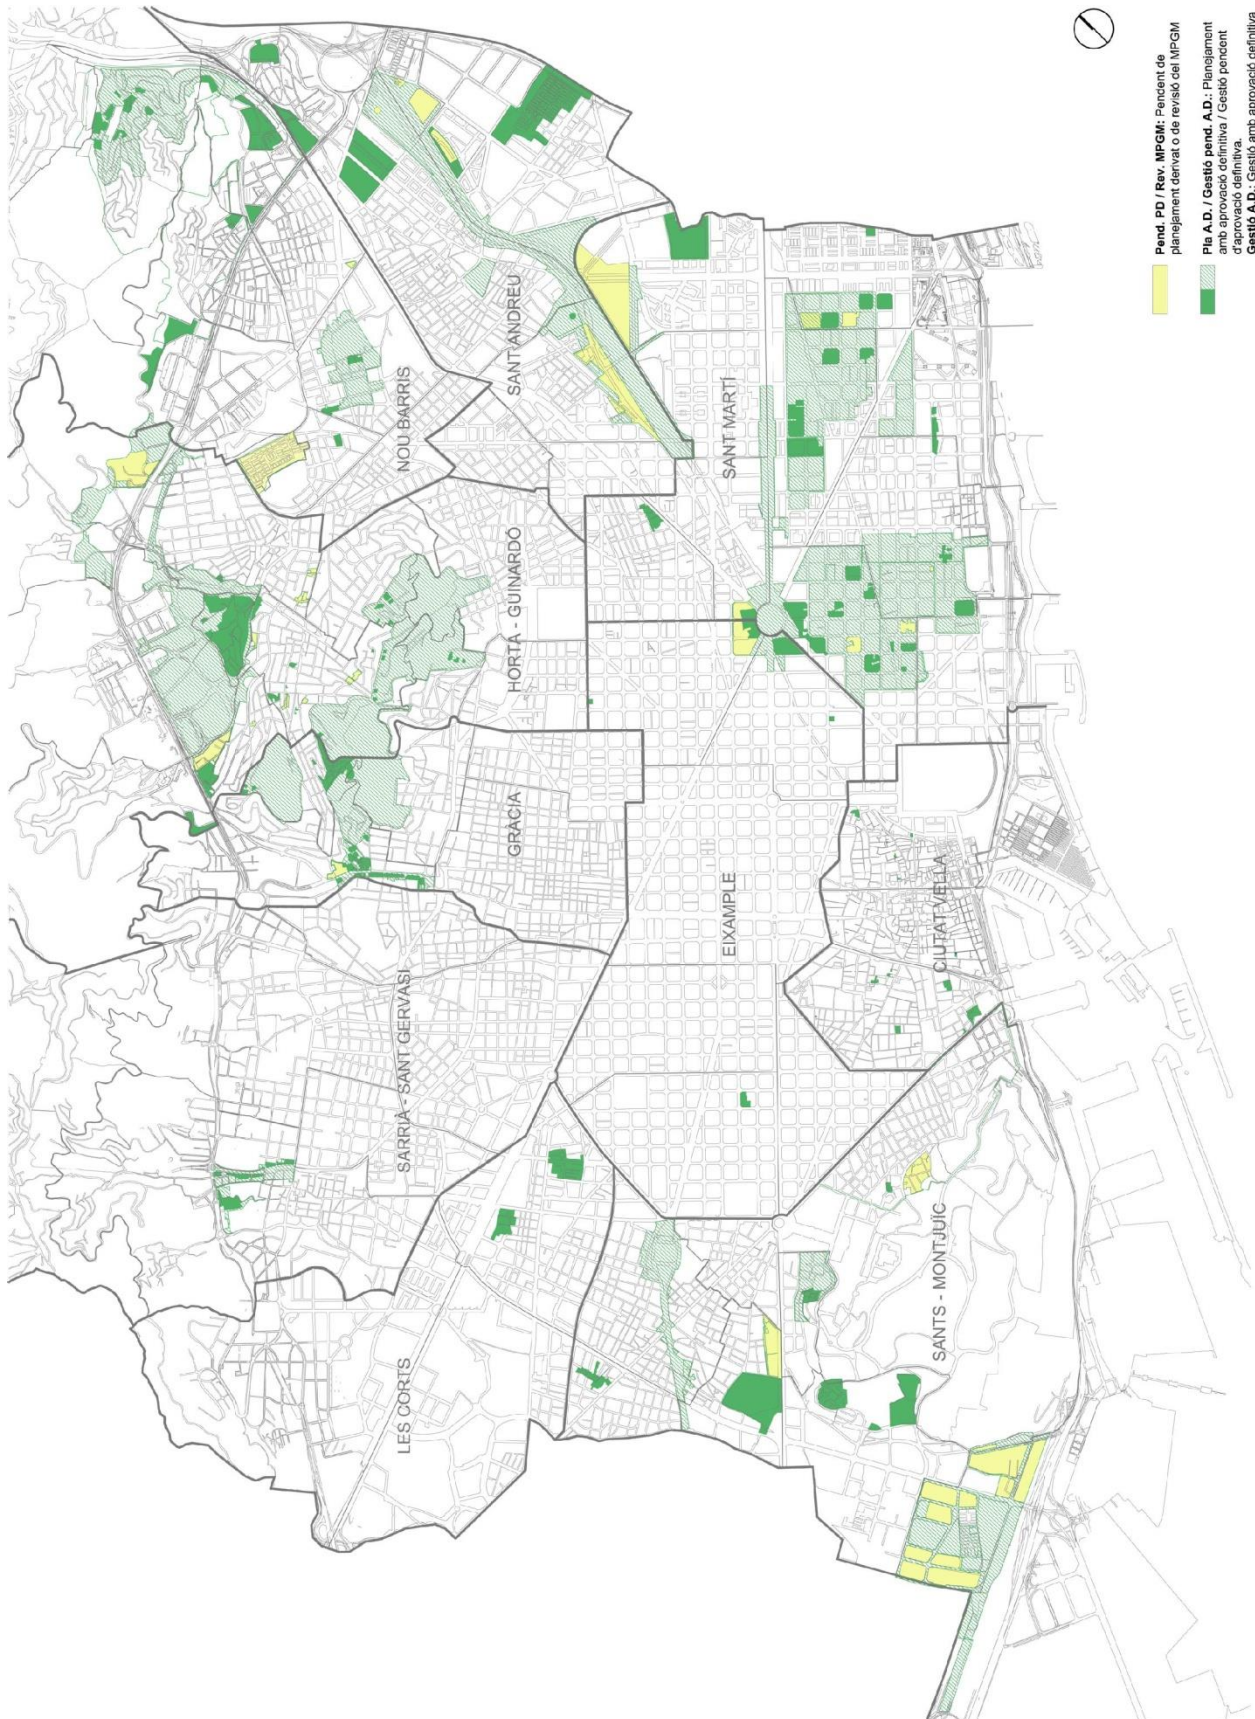 Pend. PD / Rev. MPGM: Pendent de
planejament derivat o de revisió del MPGM
Pla A.D. / Gestió pend. A.D.: Planejament
amb aprovació definitiva / Gestió pendent
d'aprovació definitiva.
Gestió A.D.: Gestió amb aprovació definitiva
NOU BARRIS
SANT ANDREU
SANT MARTÍ
HORTA - GUINARDÓ
GRÀCIA
EIXAMPLE
CIUTAT VELLA
SARRIÀ - SANT GERVASI
LES CORTS
SANTS - MONTJUÏC